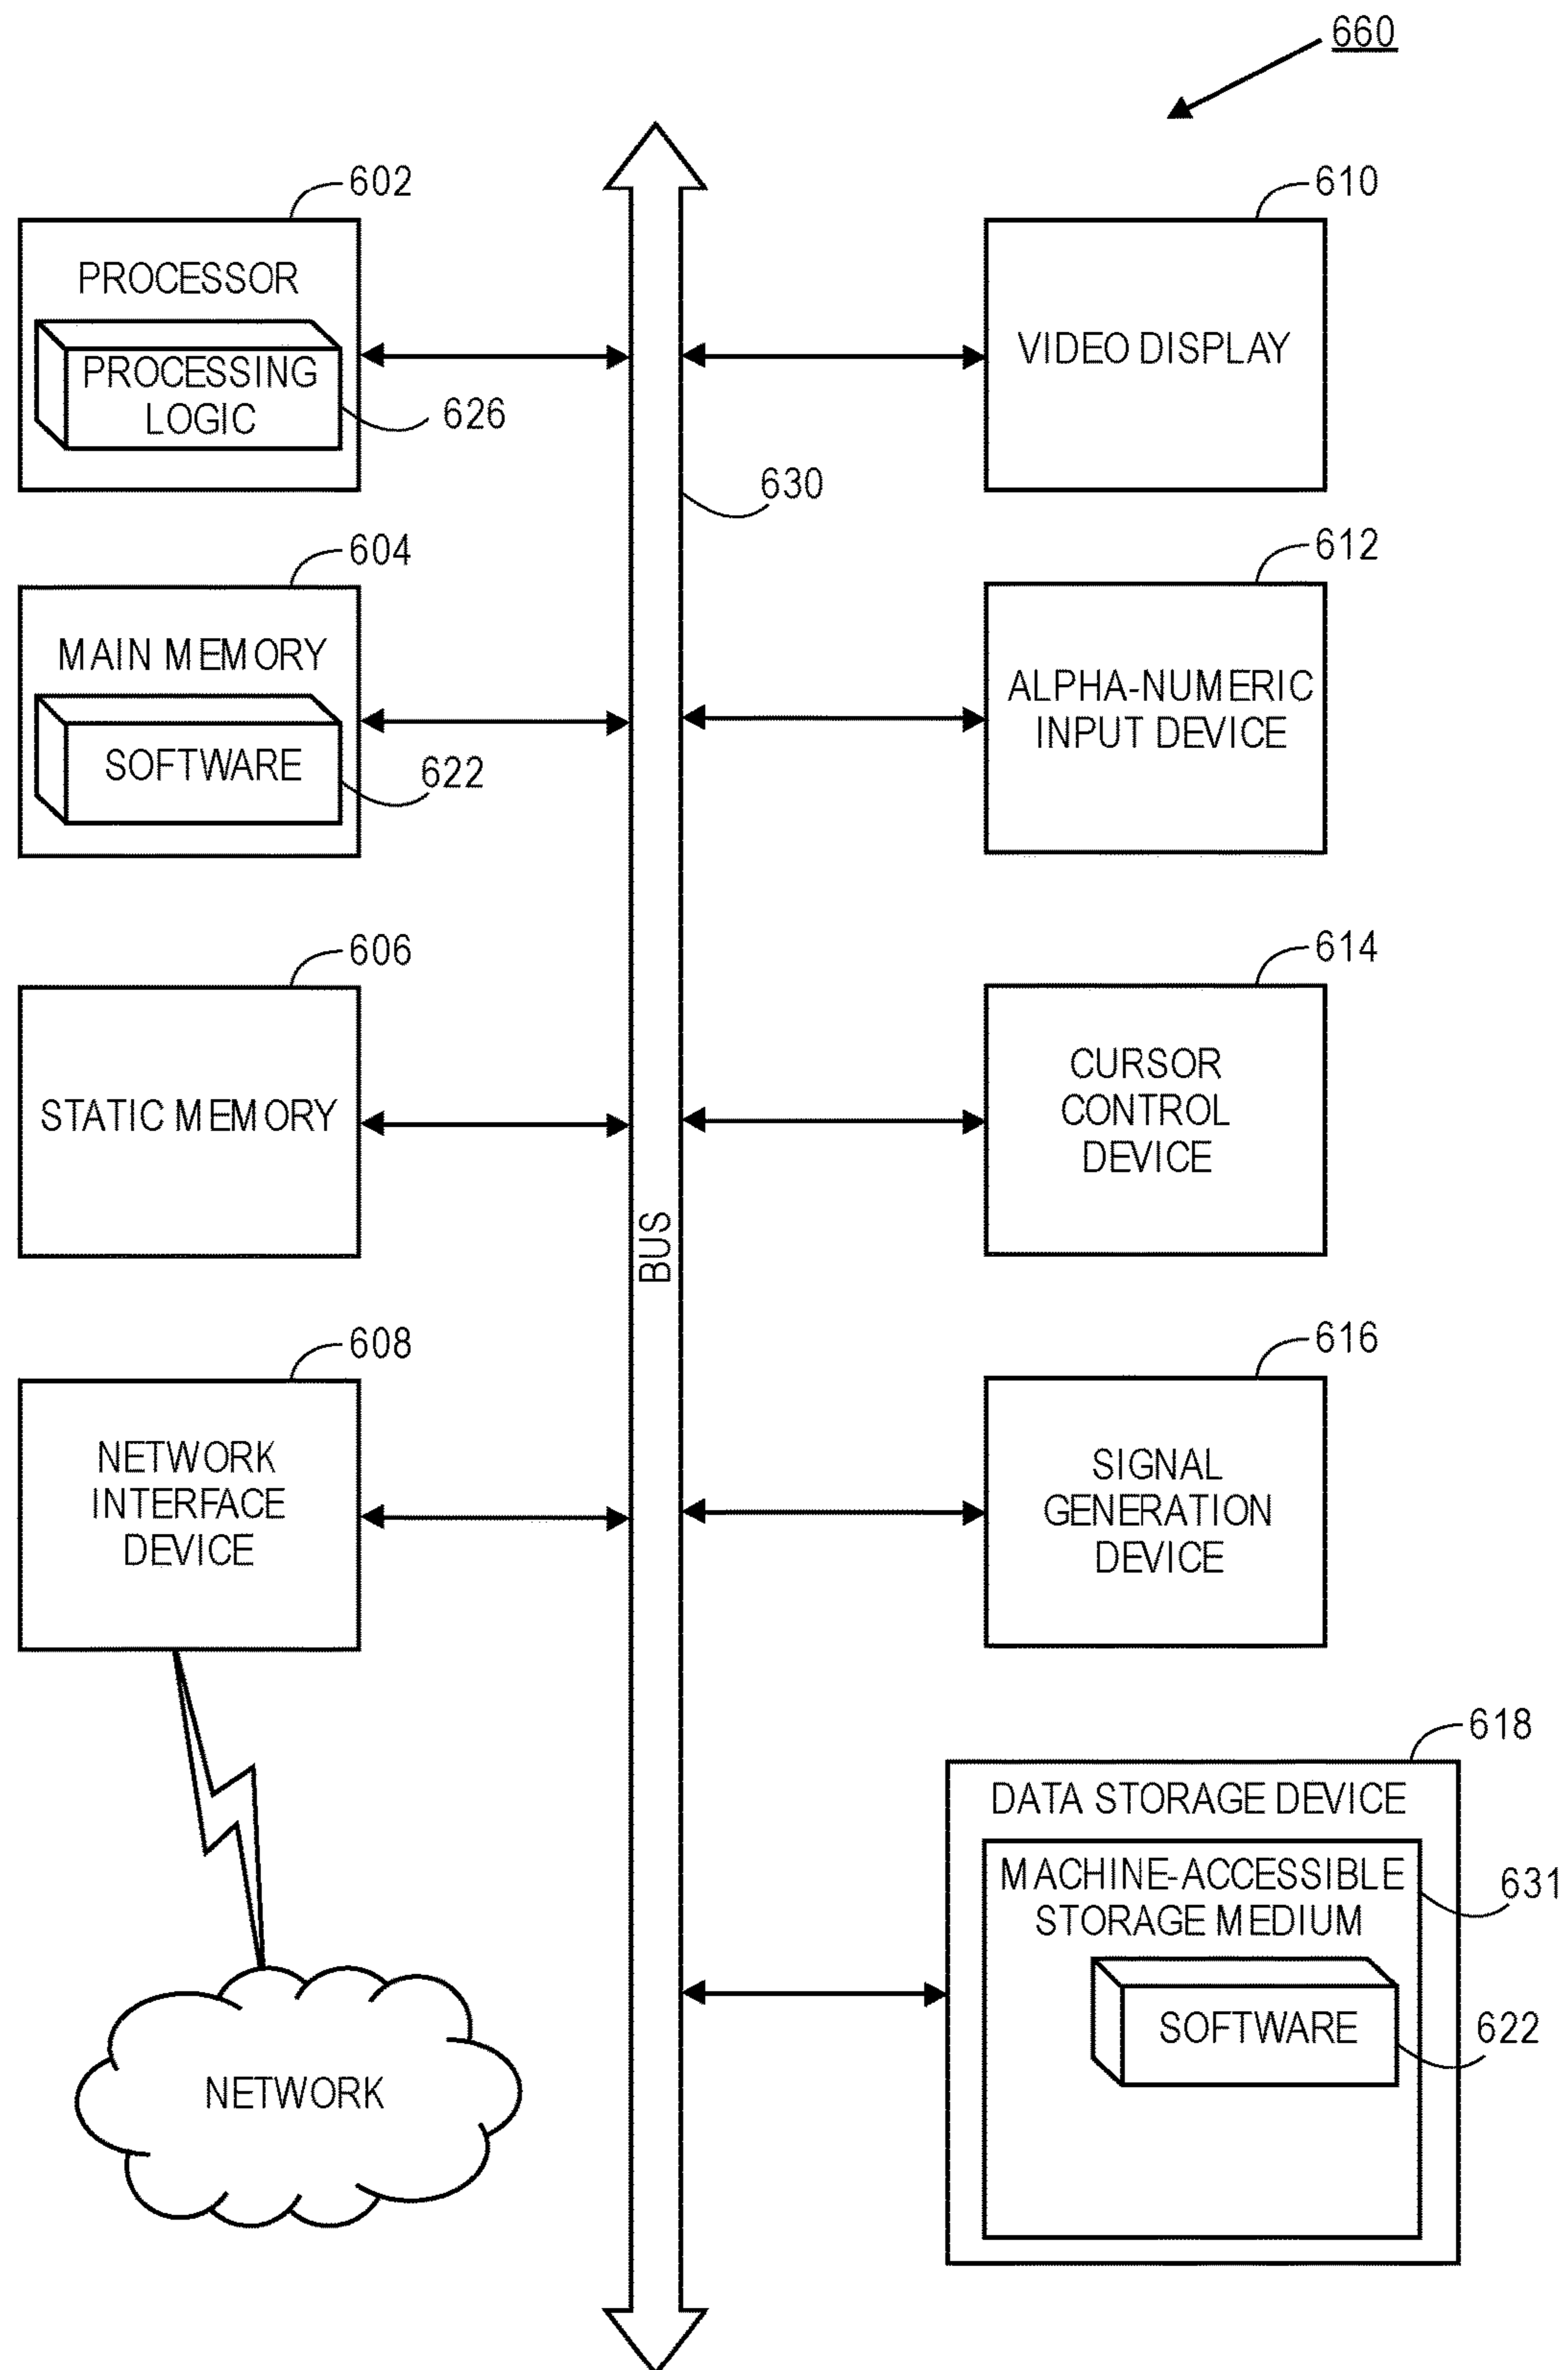 660
602
PROCESSOR
PROCESSING
LOGIC
626
604
MAIN MEMORY
SOFTWARE
622
606
STATIC MEMORY
608
NETWORK
INTERFACE
DEVICE
NETWORK
630
BUS
610
VIDEO DISPLAY
612
ALPHA-NUMERIC
INPUT DEVICE
614
CURSOR
CONTROL
DEVICE
616
SIGNAL
GENERATION
DEVICE
618
DATA STORAGE DEVICE
MACHINE-ACCESSIBLE
STORAGE MEDIUM
631
SOFTWARE
622